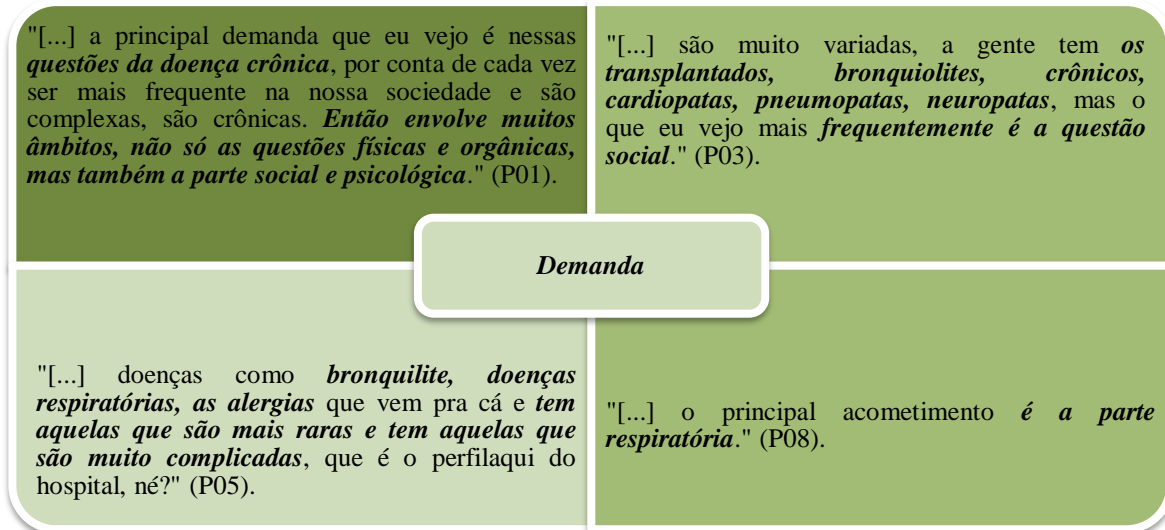 "[...] a principal demanda que eu vejo é nessas
questões da doença crônica, por conta de cada vez
ser mais frequente na nossa sociedade e são
complexas, são crônicas. Então envolve muitos
âmbitos, não só as questões físicas e orgânicas,
mas também a parte social e psicológica." (P01).
"[...] são muito variadas, a gente tem os
transplantados, bronquiolites, crônicos,
cardiopatas, pneumopatas, neuropatas, mas o
que eu vejo mais frequentemente é a questão
social." (P03).
Demanda
"[...] doenças como bronquilite, doenças
respiratórias, as alergias que vem pra cá e tem
aquelas que são mais raras e tem aquelas que
são muito complicadas, que é o perfilaqui do
hospital, né?" (P05).
"[...] o principal acometimento é a parte
respiratória." (P08).